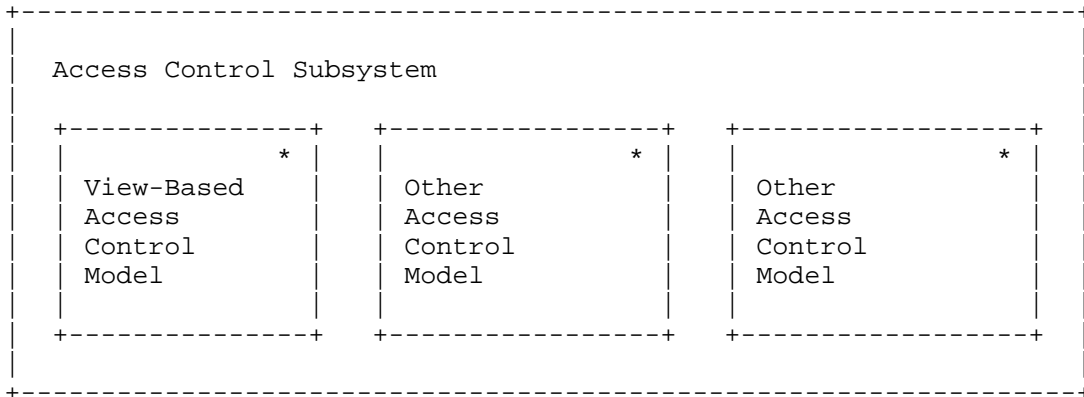 Access Control Subsystem
* * *
View-Based Other Other
Access Access Access
Control Control Control
Model Model Model